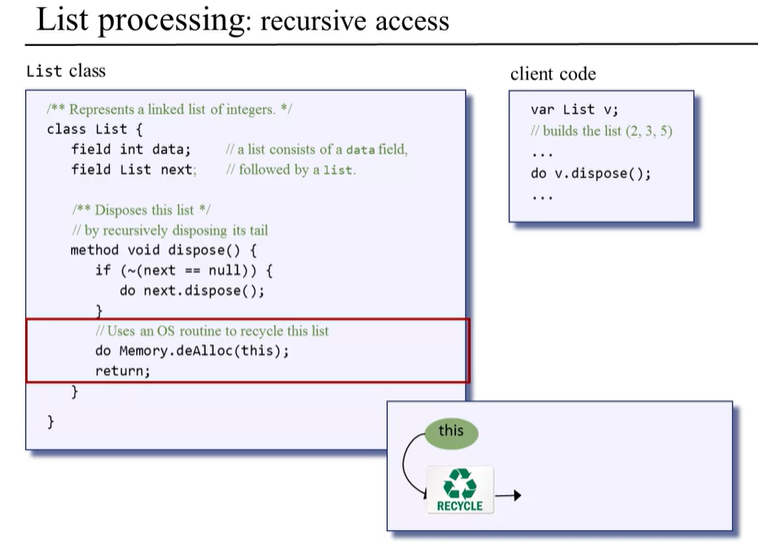 List processing: recursive access
List class
client code
/** Represents a linked list of integers. */
class List {
field int data; // a list consists of a data field,
field List next; // followed by a list.
/** Disposes this list */
// by recursively disposing its tail
method void dispose() {
if (~(next == null)) {
do next.dispose();
}
// Uses an OS routine to recycle this list
do Memory.deAlloc(this);
return;
}
}
var List v;
// builds the list (2, 3, 5)
...
do v.dispose();
...
this
RECYCLE